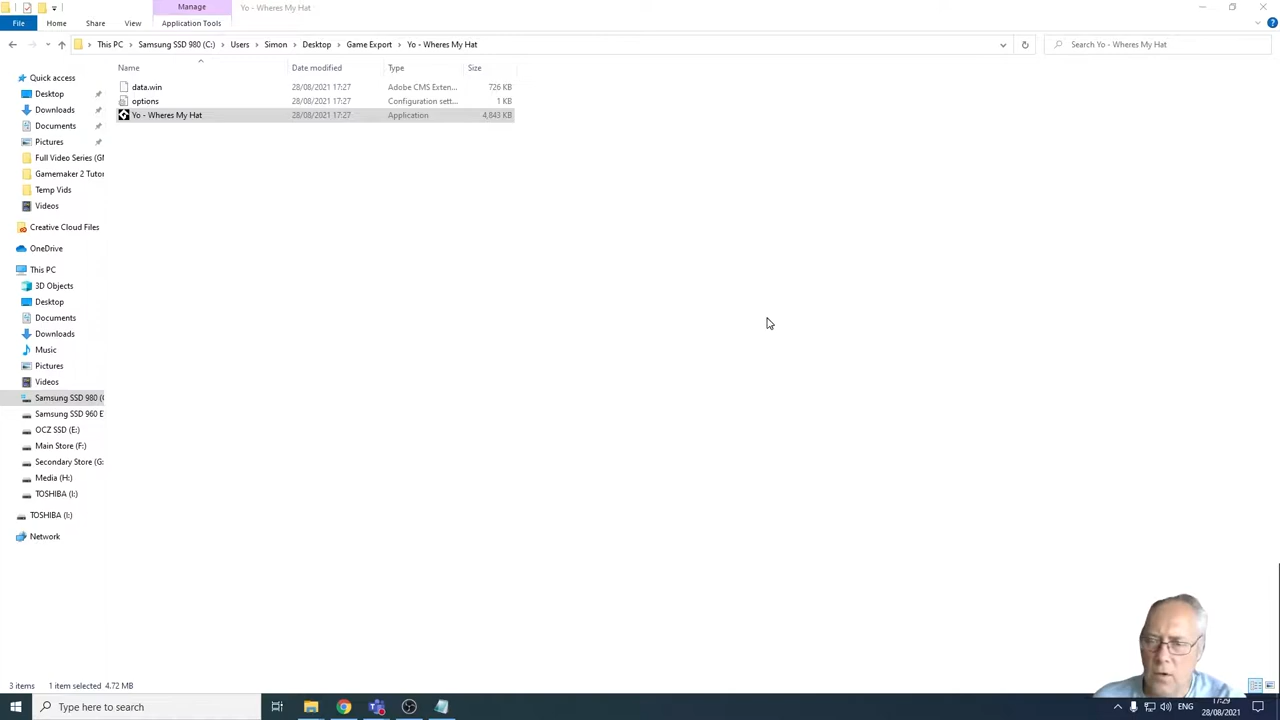 Manage
Yo - Wheres My Hat
File
Home
Share
View
Application Tools
This PC
Samsung SSD 980 (C:)
Users
Simon
Desktop
Game Export
Yo - Wheres My Hat
Search Yo - Wheres My Hat
Name
Date modified
Type
Size
Quick access
data.win
28/08/2021 17:27
Adobe CMS Exten...
726 KB
Desktop
options
28/08/2021 17:27
Configuration sett...
1 KB
Downloads
Yo - Wheres My Hat
28/08/2021 17:27
Application
4,843 KB
Documents
Pictures
Full Video Series (GM
Gamemaker 2 Tutor
Temp Vids
Videos
Creative Cloud Files
OneDrive
This PC
3D Objects
Desktop
Documents
Downloads
Music
Pictures
Videos
Samsung SSD 980 (C
Samsung SSD 960 E
OCZ SSD (E:)
Main Store (F:)
Secondary Store (G:
Media (H:)
TOSHIBA (I:)
TOSHIBA (I:)
Network
3 items
1 item selected 4.72 MB
Type here to search
ENG
17:29
28/08/2021